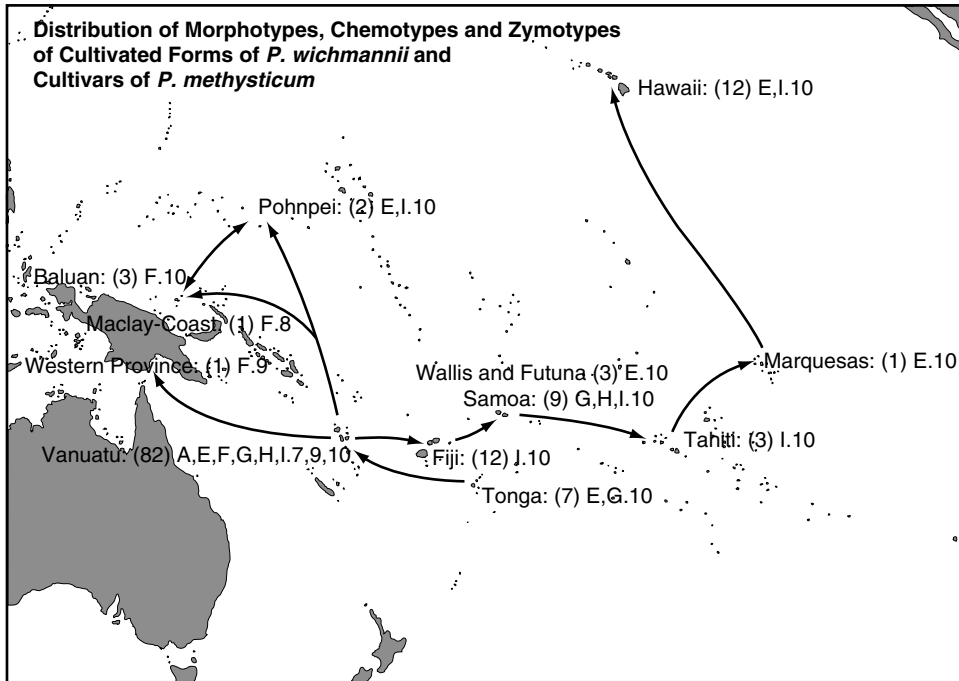 Distribution of Morphotypes, Chemotypes and Zymotypes
of Cultivated Forms of P. wichmannii and
Cultivars of P. methysticum
Hawaii: (12) E,I.10
Pohnpei: (2) E,I.10
Baluan: (3) F.10
Maclay-Coast: (1) F.8
Western Province: (1) F.9
Marquesas: (1) E.10
Wallis and Futuna (3) E.10
Samoa: (9) G,H,I.10
Tahiti: (3) I.10
Vanuatu: (82) A,E,F,G,H,I.7,9,10
Fiji: (12) I.10
Tonga: (7) E,G.10